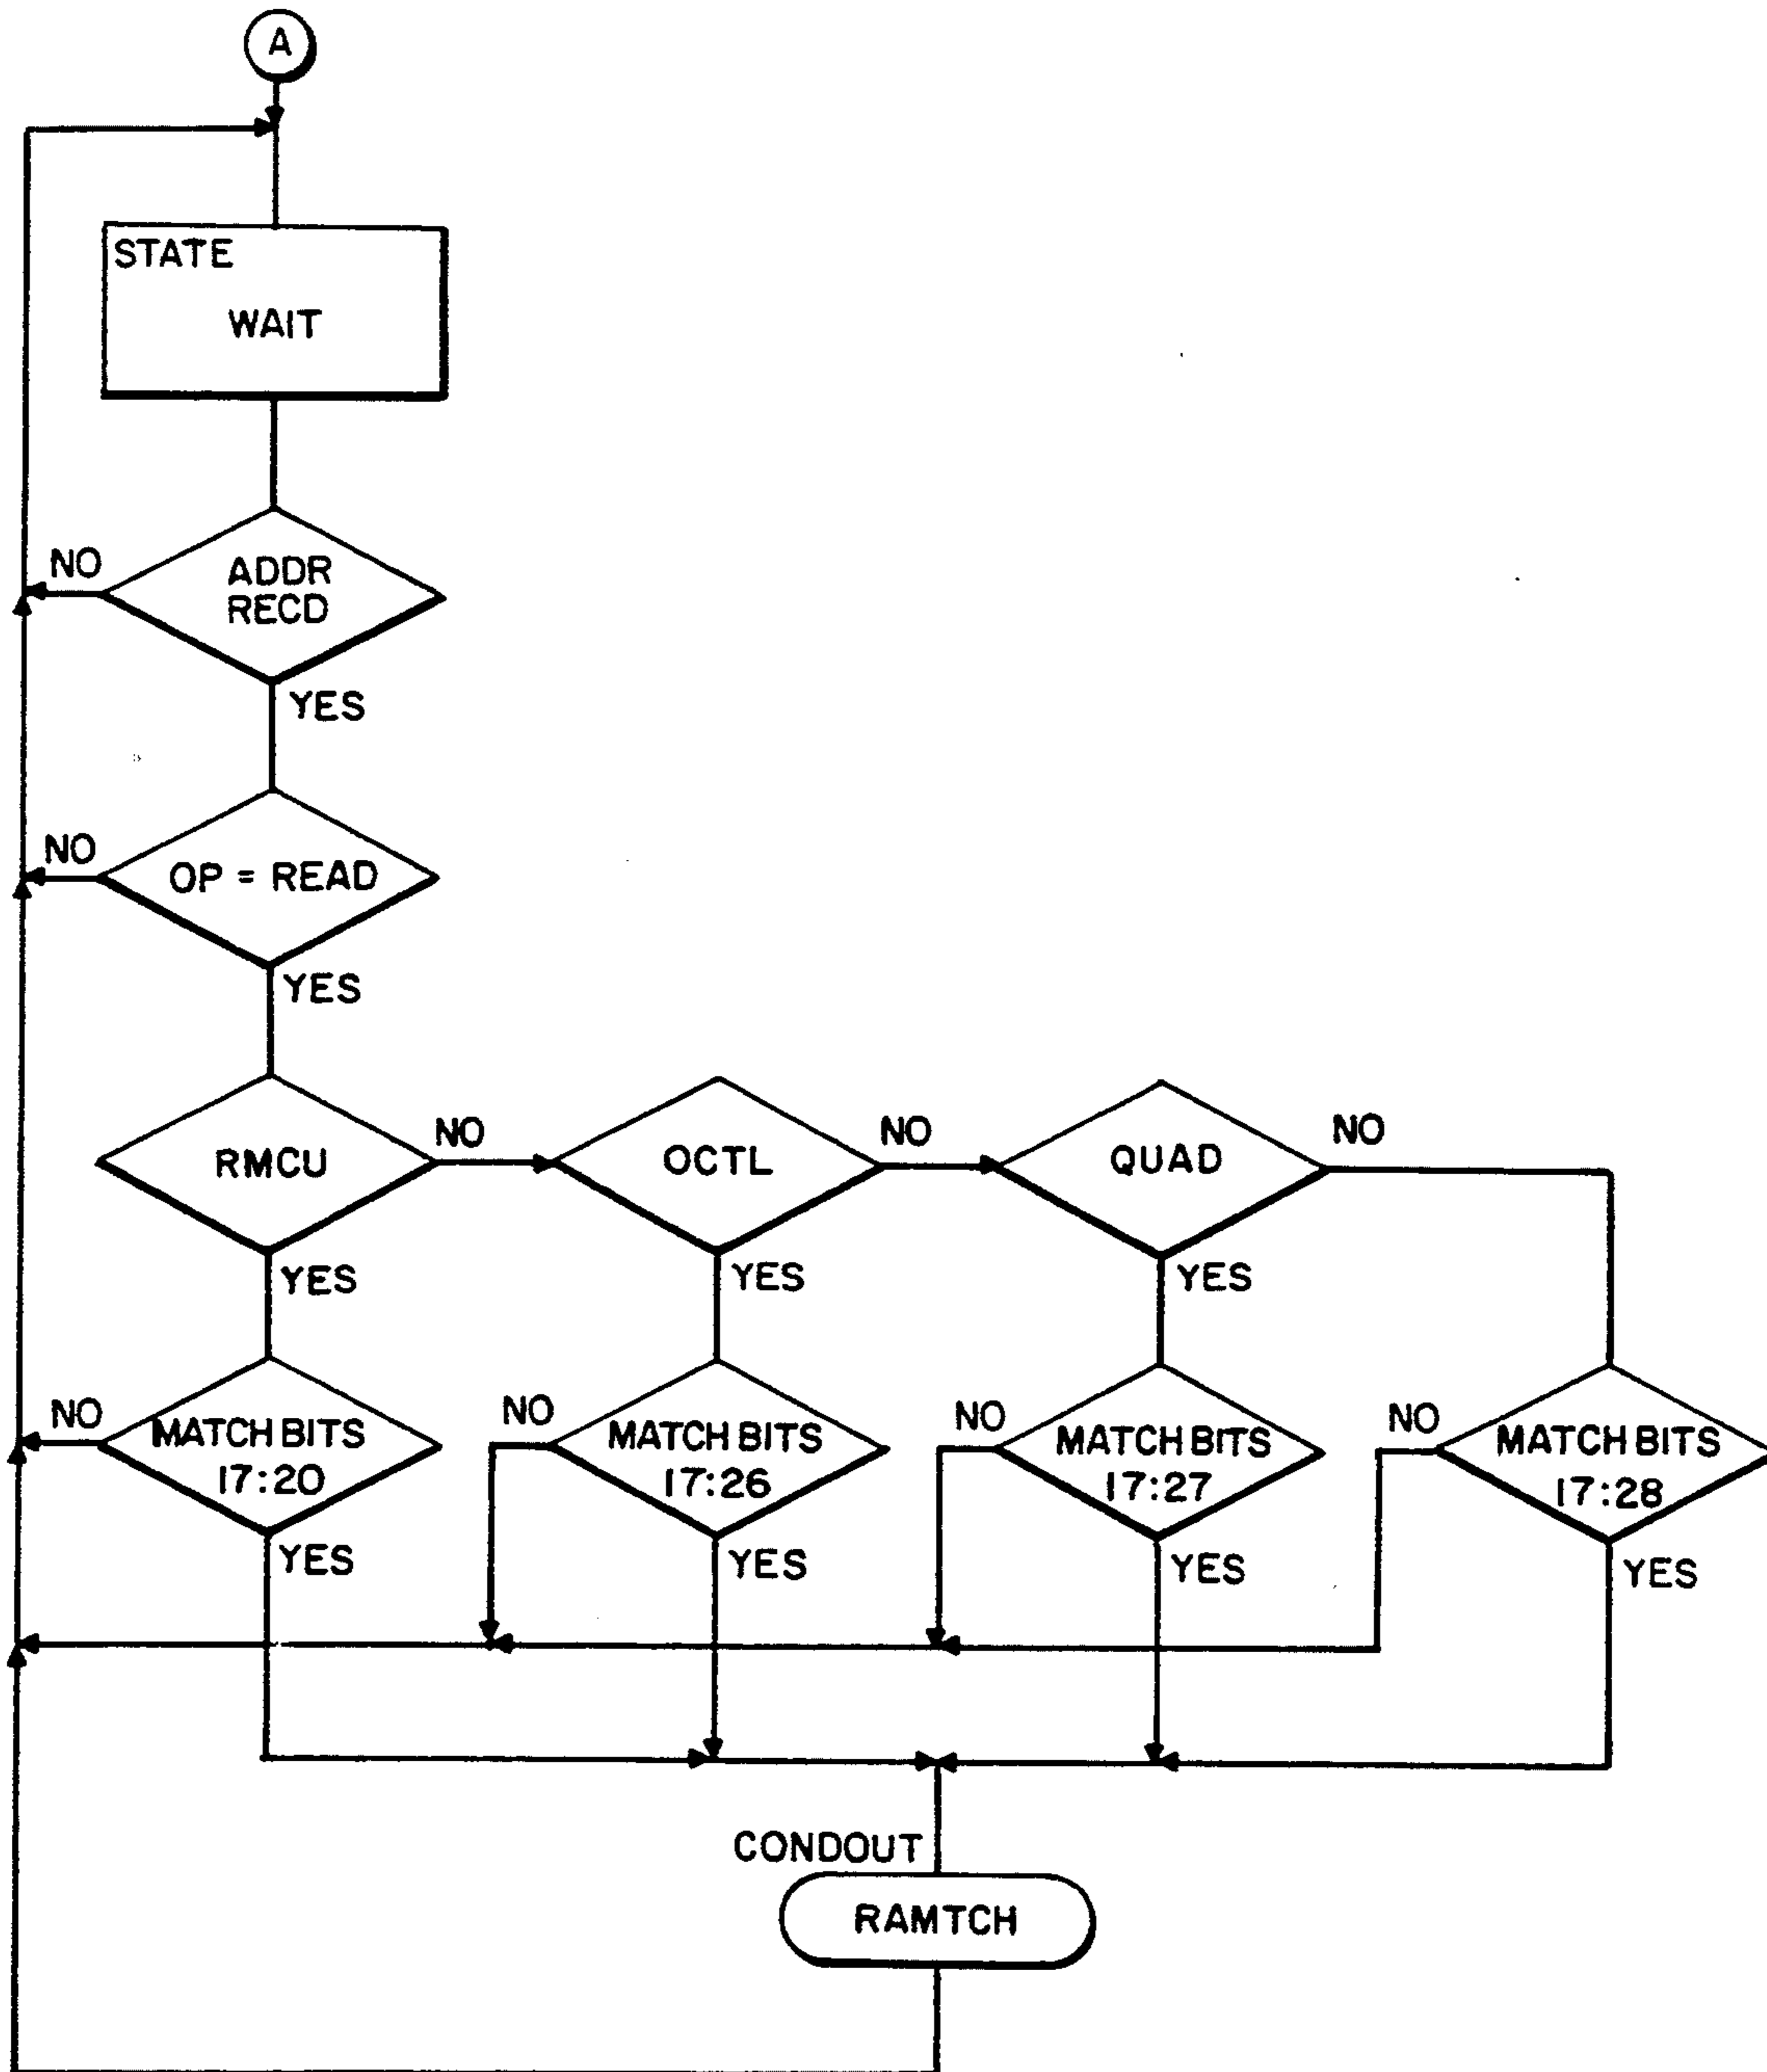 A
STATE
WAIT
NO
ADDR
RECD
YES
NO
OP = READ
YES
RMCU
NO
OCTL
NO
QUAD
NO
YES
YES
YES
NO
MATCH BITS
17:20
NO
MATCH BITS
17:26
NO
MATCH BITS
17:27
NO
MATCH BITS
17:28
YES
YES
YES
YES
CONDOUT
RAMTCH